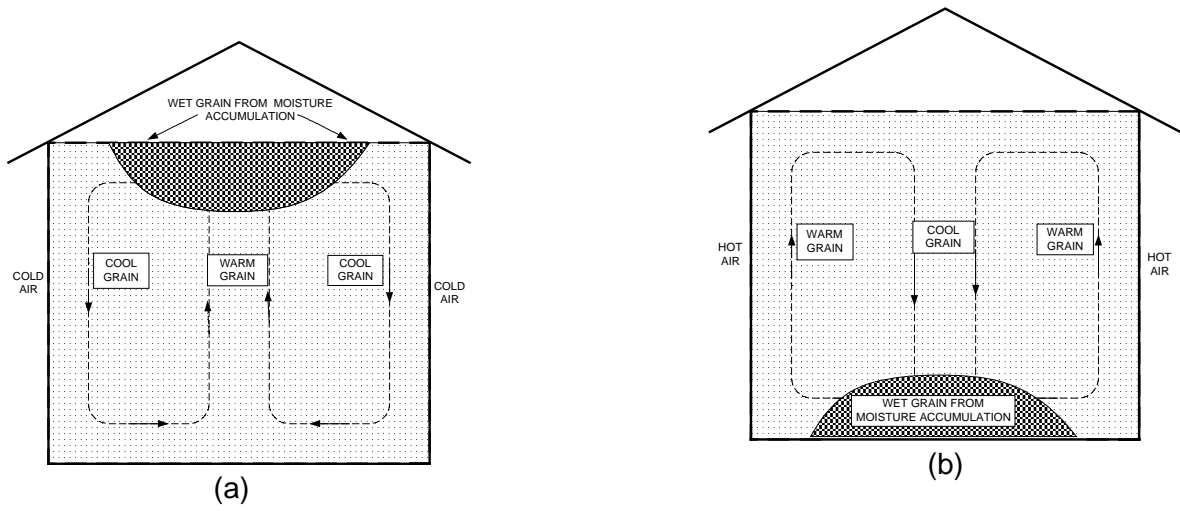 WET GRAIN FROM MOISTURE
ACCUMULATION
COLD
AIR
COOL
GRAIN
WARM
GRAIN
COOL
GRAIN
COLD
AIR
(a)
HOT
AIR
WARM
GRAIN
COOL
GRAIN
WARM
GRAIN
HOT
AIR
WET GRAIN FROM
MOISTURE ACCUMULATION
(b)